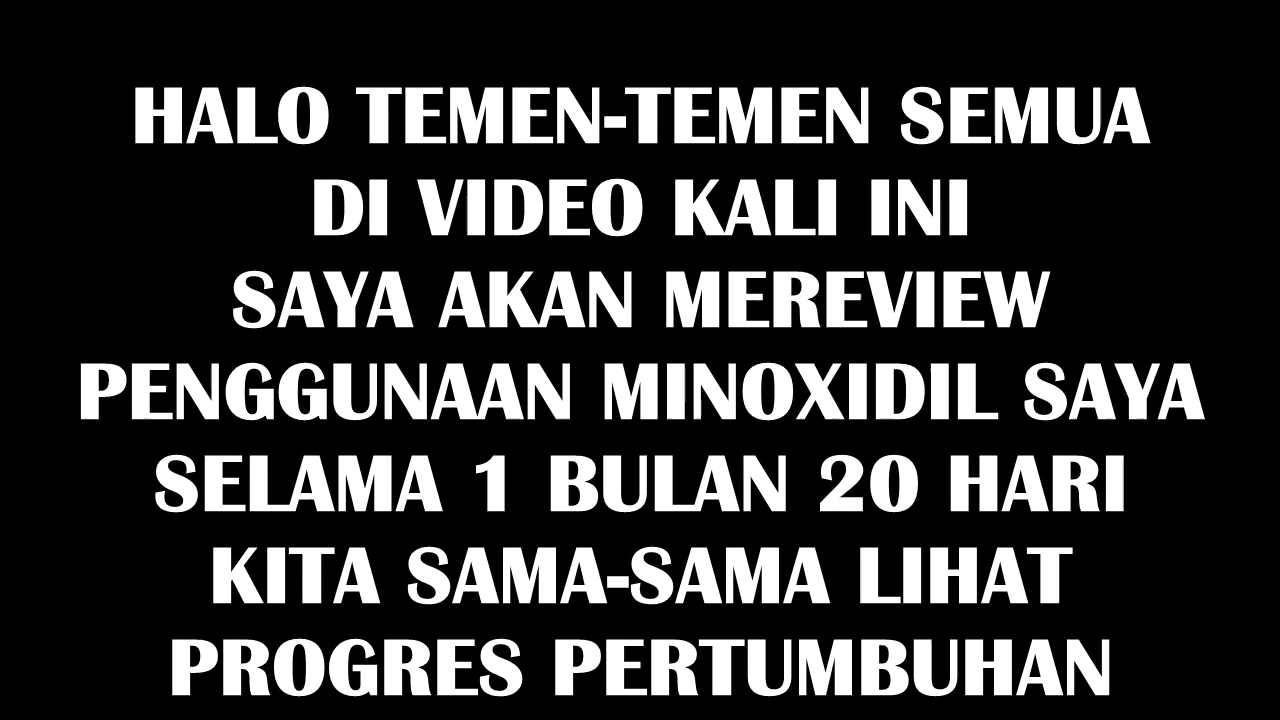 HALO TEMEN-TEMEN SEMUA
DI VIDEO KALI INI
SAYA AKAN MEREVIEW
PENGGUNAAN MINOXIDIL SAYA
SELAMA 1 BULAN 20 HARI
KITA SAMA-SAMA LIHAT
PROGRES PERTUMBUHAN